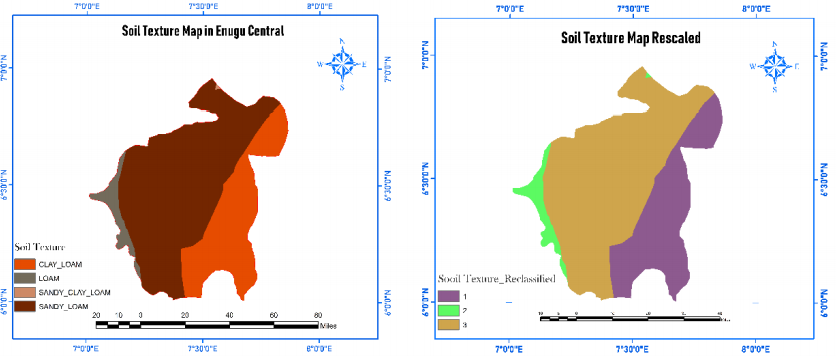 7°0'0"E 7°30'0"E 8°0'0"E
Soil Texture Map in Enugu Central
N
W E
S
7°0'0"N 7°0'0"N
6°30'0"N 6°30'0"N
6°0'0"N 6°0'0"N
Soil Texture
CLAY_LOAM
LOAM
SANDY_CLAY_LOAM
SANDY_LOAM
20 10 0 20 40 60 80
Miles
7°0'0"E 7°30'0"E 8°0'0"E
7°0'0"E 7°30'0"E 8°0'0"E
Soil Texture Map Rescaled
N
W E
S
7°0'0"N 7°0'0"N
6°30'0"N 6°30'0"N
6°0'0"N 6°0'0"N
Sooil Texture_Reclassified
1
2
3
7°0'0"E 7°30'0"E 8°0'0"E